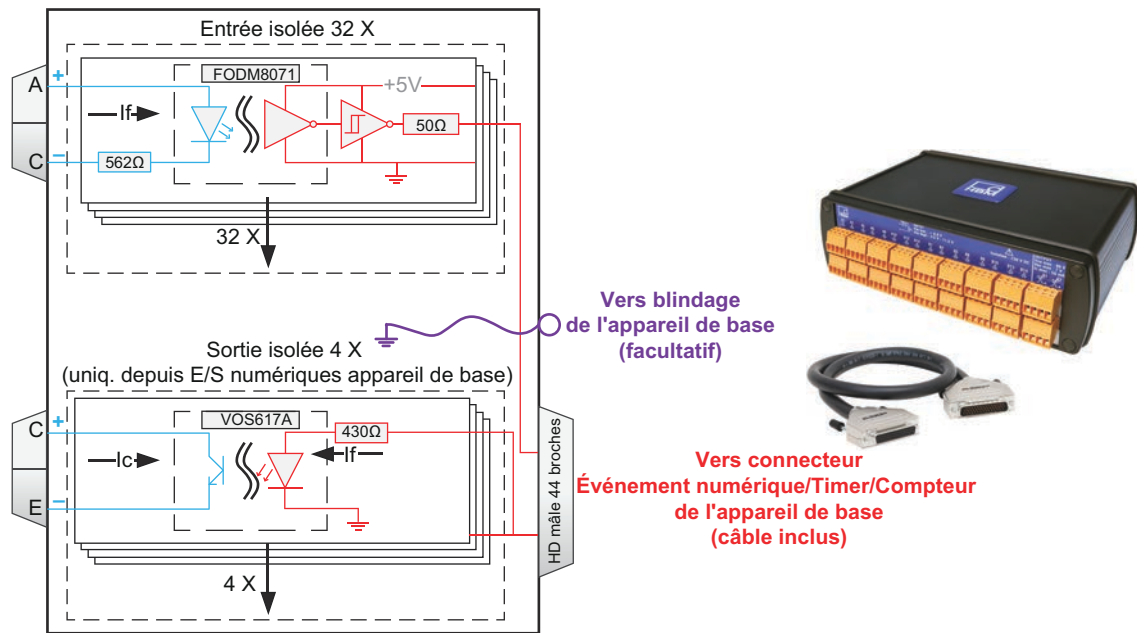 Entrée isolée 32 X
FODM8071
+5V
A
+
If
50Ω
C
−
562Ω
32 X
Vers blindage
de l'appareil de base
(facultatif)
Sortie isolée 4 X
(uniq. depuis E/S numériques appareil de base)
VOS617A
C
+
430Ω
Ic
If
E
−
4 X
HD mâle 44 broches
Vers connecteur
Événement numérique/Timer/Compteur
de l'appareil de base
(câble inclus)